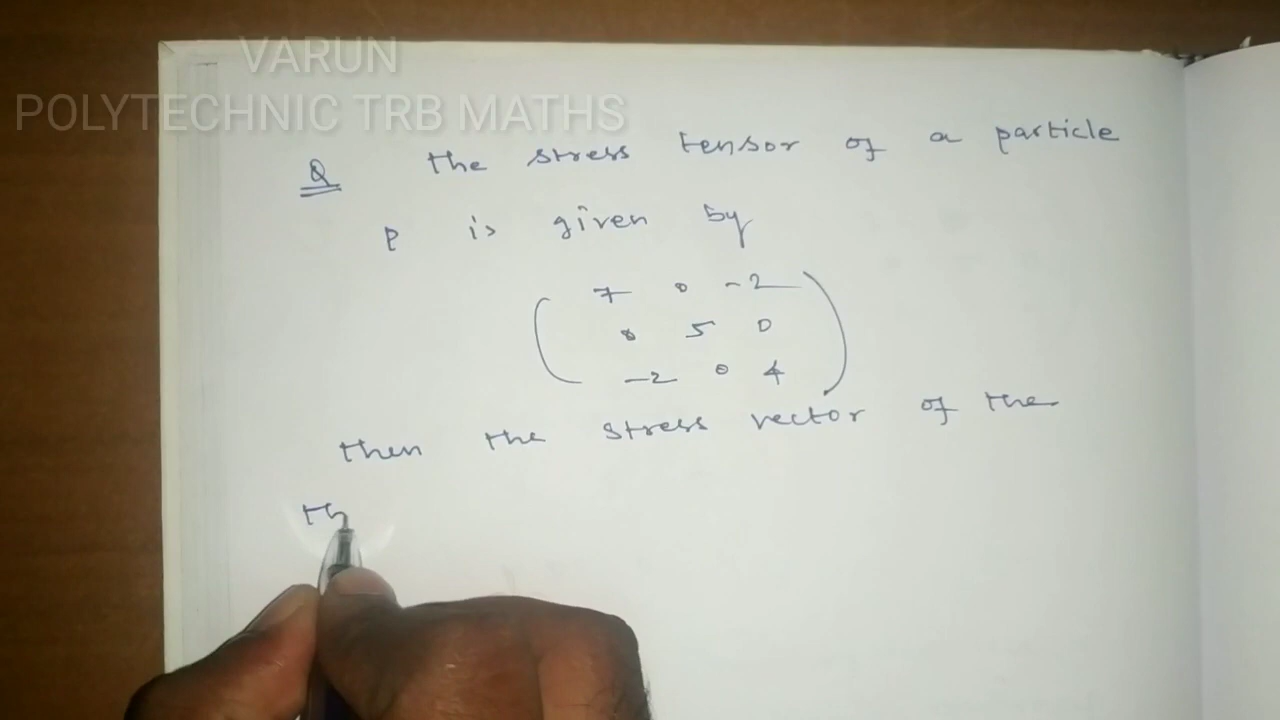 VARUN
POLYTECHNIC TRB MATHS
Q the stress tensor of a particle
P is given by
7 0 -2
0 5 0
-2 0 4
then the stress vector of the
th